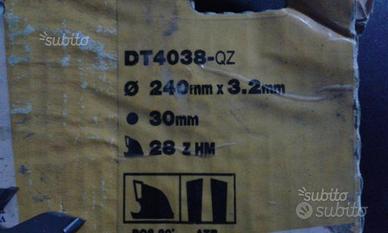 subito
DT4038-QZ
Ø 240mm x 3.2mm
30mm
28 Z HM
subito
subito